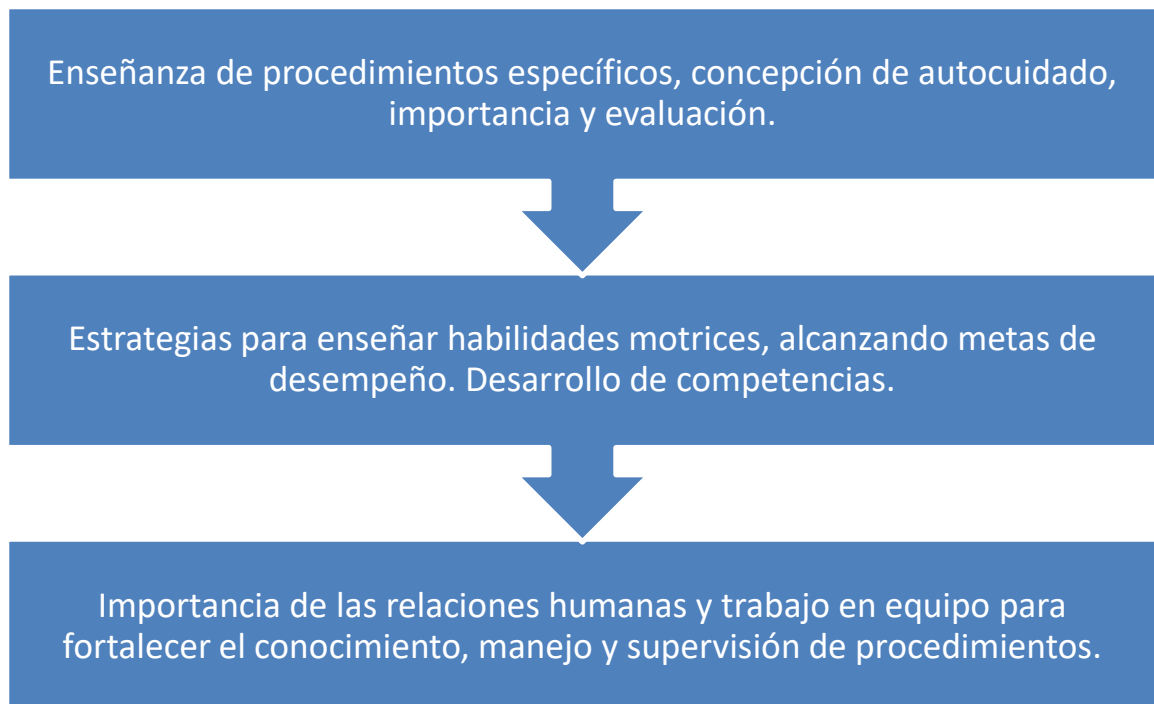 Enseñanza de procedimientos específicos, concepción de autocuidado,
importancia y evaluación.
Estrategias para enseñar habilidades motrices, alcanzando metas de
desempeño. Desarrollo de competencias.
Importancia de las relaciones humanas y trabajo en equipo para
fortalecer el conocimiento, manejo y supervisión de procedimientos.